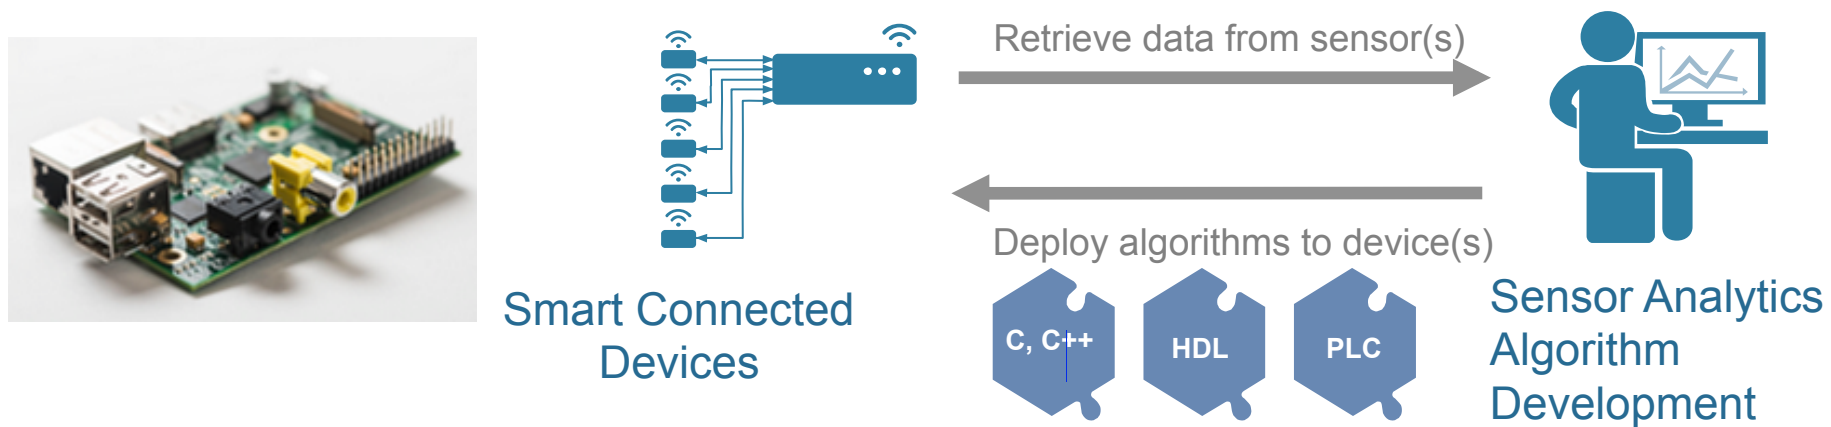 Retrieve data from sensor(s)
Deploy algorithms to device(s)
Smart Connected
Devices
C, C++
HDL
PLC
Sensor Analytics
Algorithm
Development